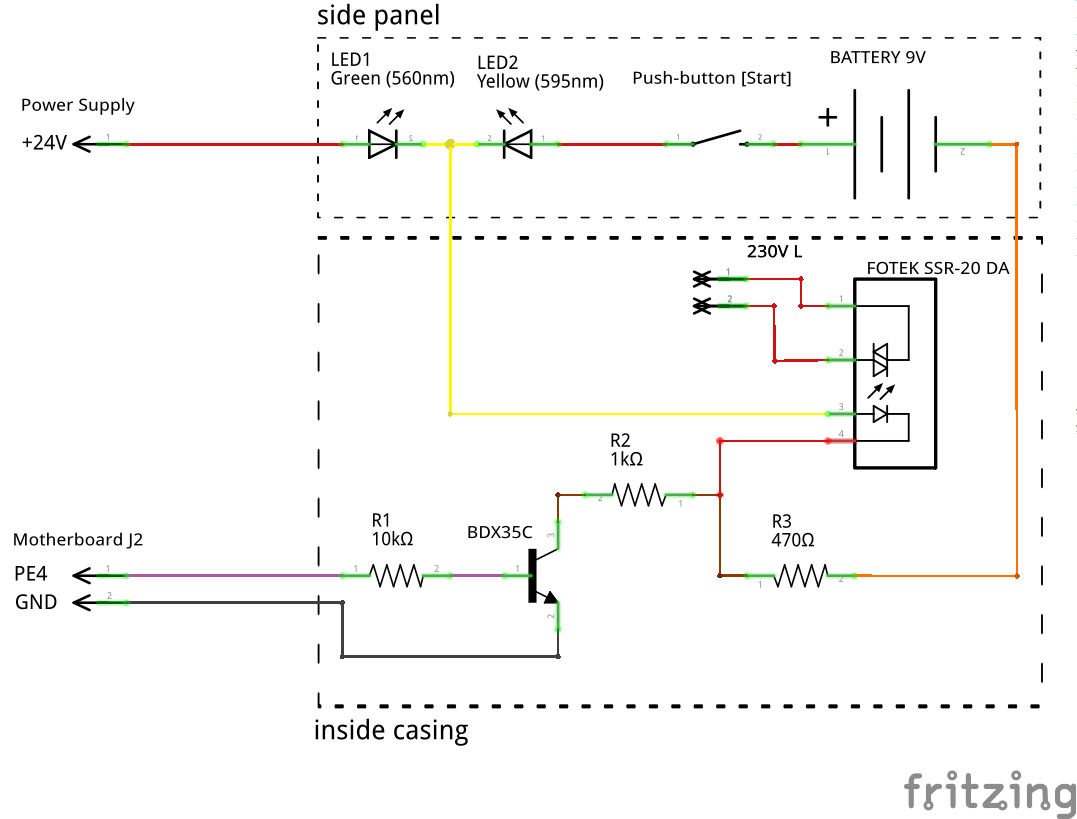 side panel
LED1
Green (560nm)
LED2
Yellow (595nm)
Push-button [Start]
BATTERY 9V
Power Supply
+24V
1
1
2
2
1
1
2
+
1
2
230V L
FOTEK SSR-20 DA
1
2
1
2
3
4
R2
1kΩ
2
1
R1
10kΩ
BDX35C
3
R3
470Ω
Motherboard J2
PE4
1
1
2
1
1
2
GND
2
2
inside casing
fritzing